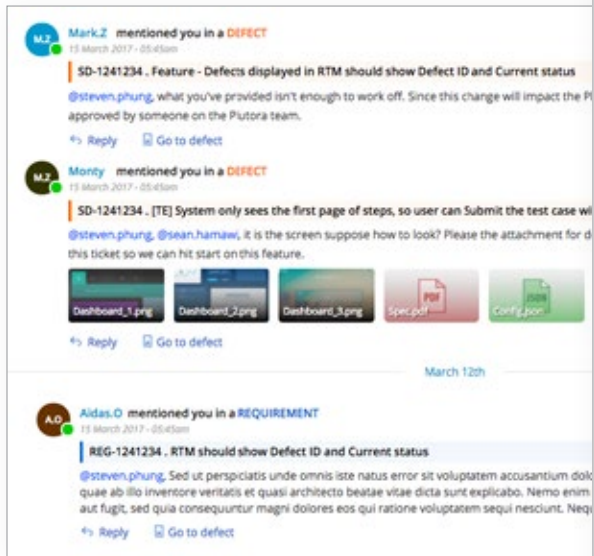 M.Z
Mark.Z mentioned you in a DEFECT
15 March 2017 - 05:45am
SD-1241234 . Feature - Defects displayed in RTM should show Defect ID and Current status
@steven.phung, what you've provided isn't enough to work off. Since this change will impact the Pl
approved by someone on the Plutora team.
Reply Go to defect
M.Z
Monty mentioned you in a DEFECT
15 March 2017 - 05:45am
SD-1241234 . [TE] System only sees the first page of steps, so user can Submit the test case wi
@steven.phung, @sean.hamawi, it is the screen suppose how to look? Please the attachment for d
this ticket so we can hit start on this feature.
PDF JSON
Dashboard_1.png Dashboard_2.png Dashboard_3.png Spec.pdf Config.json
Reply Go to defect
March 12th
A.O
Aidas.O mentioned you in a REQUIREMENT
15 March 2017 - 05:45am
REG-1241234 . RTM should show Defect ID and Current status
@steven.phung, Sed ut perspiciatis unde omnis iste natus error sit voluptatem accusantium dolo
quae ab illo inventore veritatis et quasi architecto beatae vitae dicta sunt explicabo. Nemo enim
aut fugit, sed quia consequuntur magni dolores eos qui ratione voluptatem sequi nesciunt. Nequ
Reply Go to defect